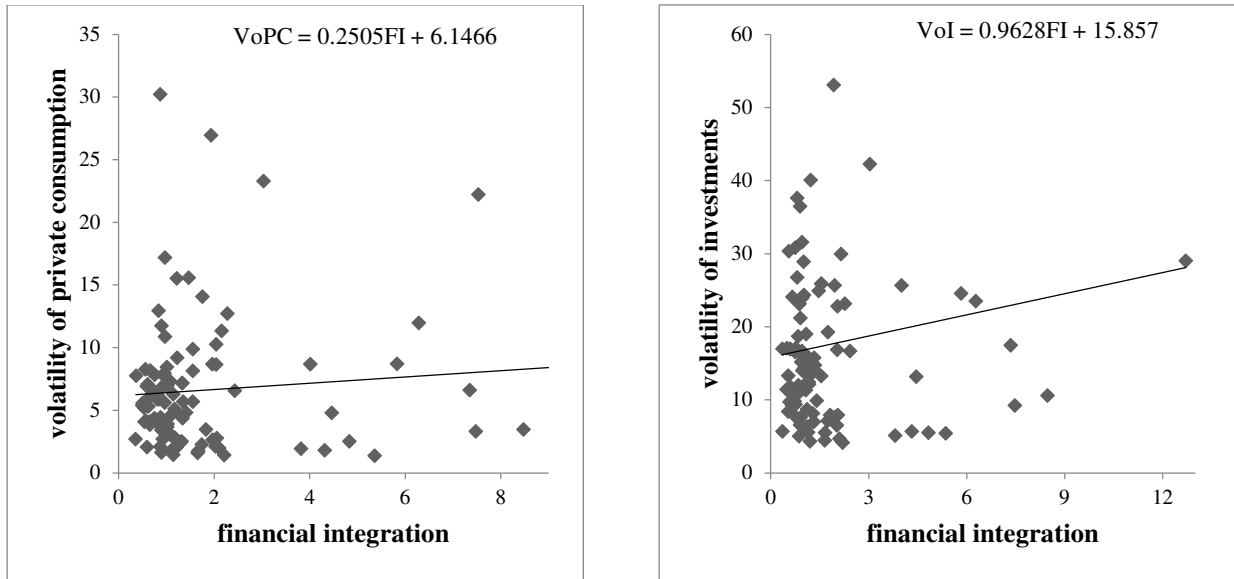 VoPC = 0.2505FI + 6.1466
volatility of private consumption
35
30
25
20
15
10
5
0
0 2 4 6 8
financial integration
VoI = 0.9628FI + 15.857
volatility of investments
60
50
40
30
20
10
0
0 3 6 9 12
financial integration